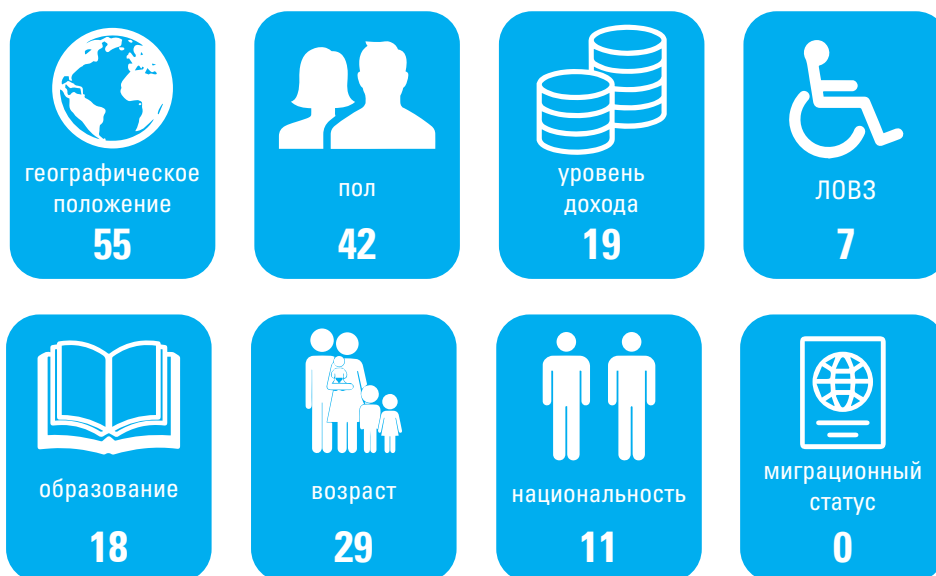 географическое
положение
55
пол
42
уровень
дохода
19
ЛОВЗ
7
образование
18
возраст
29
национальность
11
миграционный
статус
0